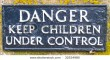 DANGER
KEEP CHILDREN
UNDER CONTROL